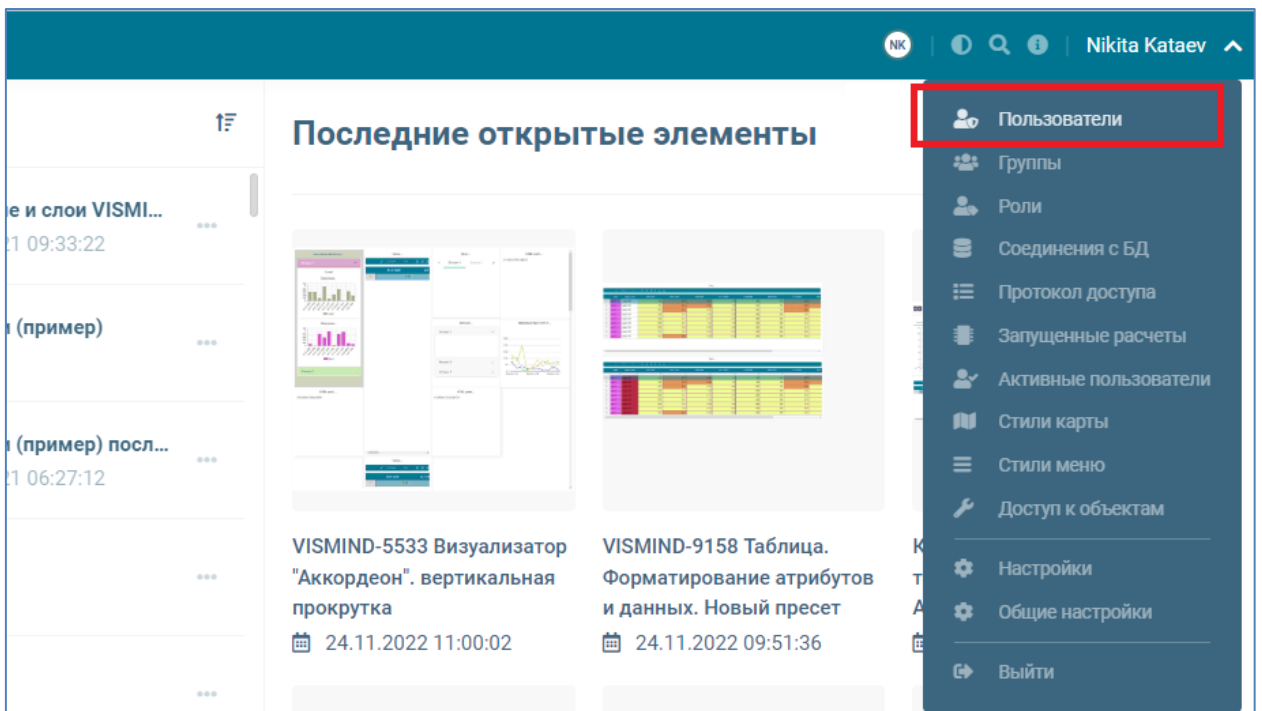 NK
Nikita Kataev
Последние открытые элементы
Пользователи
Группы
Роли
Соединения с БД
Протокол доступа
Запущенные расчеты
Активные пользователи
Стили карты
Стили меню
Доступ к объектам
Настройки
Общие настройки
Выйти
е и слои VISMI...
21 09:33:22
(пример)
(пример) посл...
21 06:27:12
VISMIND-5533 Визуализатор
"Аккордеон". вертикальная
прокрутка
24.11.2022 11:00:02
VISMIND-9158 Таблица.
Форматирование атрибутов
и данных. Новый пресет
24.11.2022 09:51:36